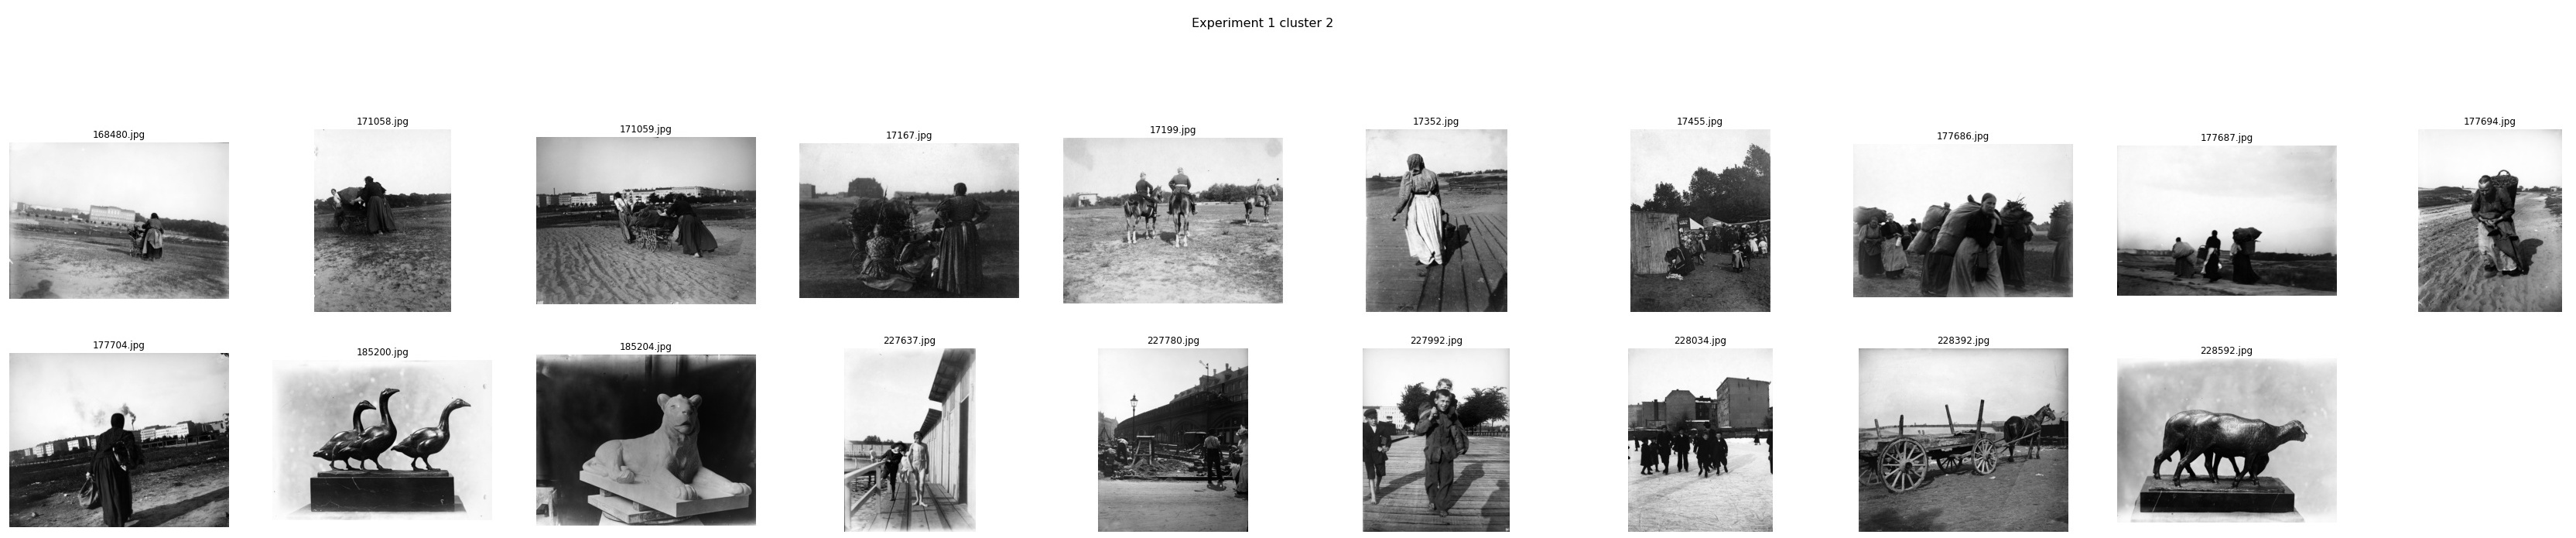 Experiment 1 cluster 2
168480.jpg
171058.jpg
171059.jpg
17167.jpg
17199.jpg
17352.jpg
17455.jpg
177686.jpg
177687.jpg
177694.jpg
177704.jpg
185200.jpg
185204.jpg
227637.jpg
227780.jpg
227992.jpg
228034.jpg
228392.jpg
228592.jpg